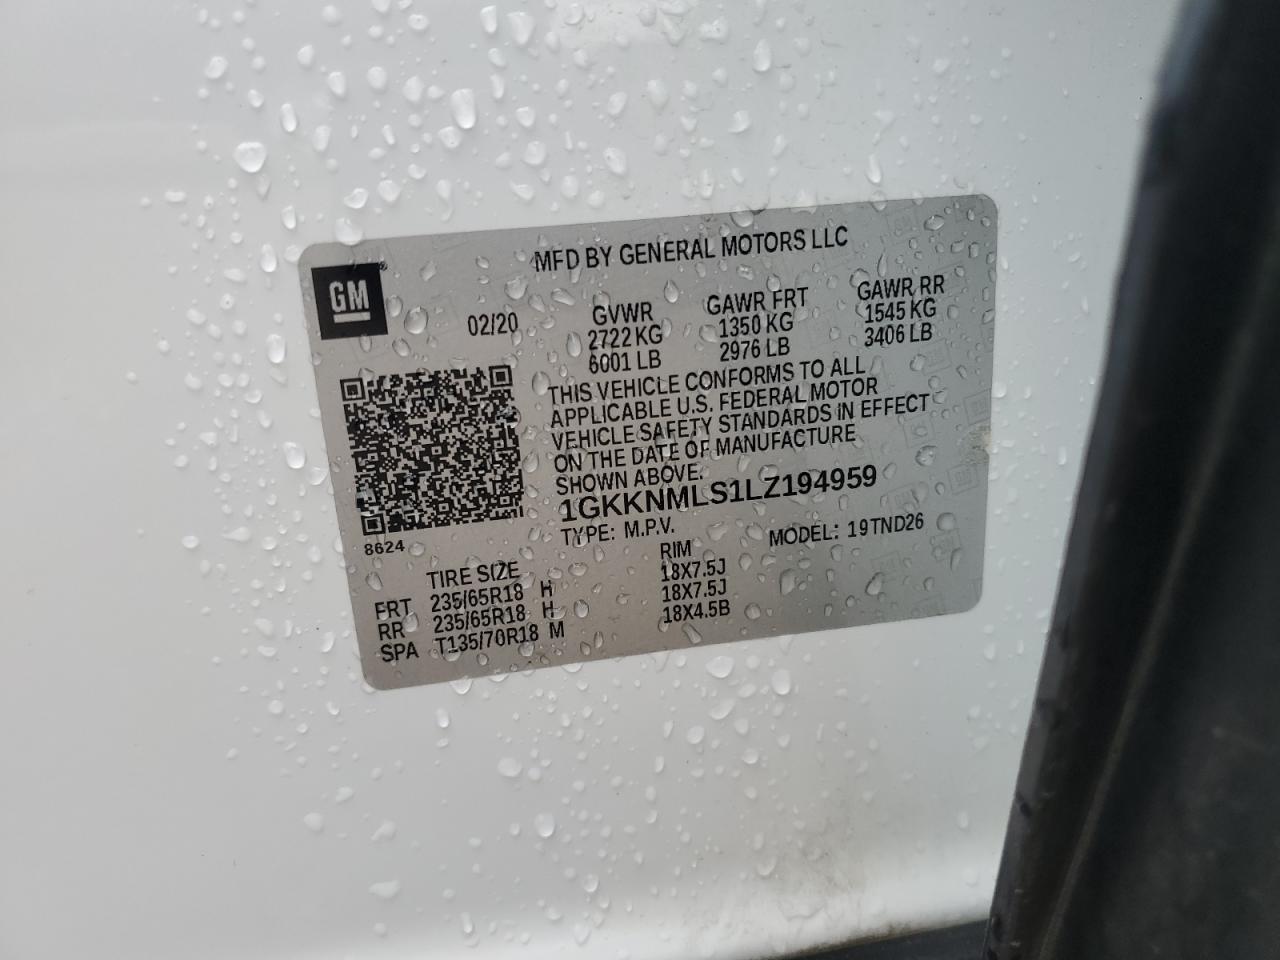 MFD BY GENERAL MOTORS LLC
GM
02/20
GVWR GAWR FRT GAWR RR
2722 KG 1350 KG 1545 KG
6001 LB 2976 LB 3406 LB
THIS VEHICLE CONFORMS TO ALL
APPLICABLE U.S. FEDERAL MOTOR
VEHICLE SAFETY STANDARDS IN EFFECT
ON THE DATE OF MANUFACTURE
SHOWN ABOVE.
1GKKNMLS1LZ194959
TYPE: M.P.V. MODEL: 19TND26
8624
TIRE SIZE RIM
FRT 235/65R18 H 18X7.5J
RR 235/65R18 H 18X7.5J
SPA T135/70R18 M 18X4.5B